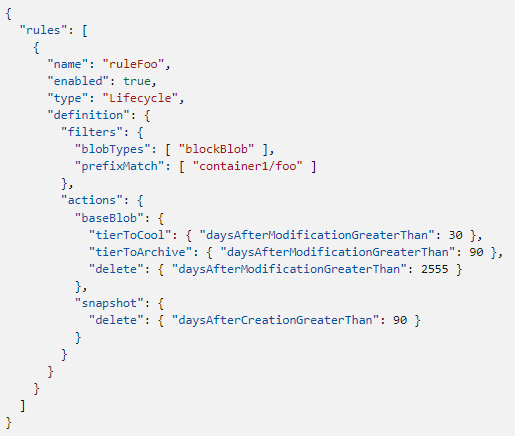 {
  "rules": [
    {
      "name": "ruleFoo",
      "enabled": true,
      "type": "Lifecycle",
      "definition": {
        "filters": {
          "blobTypes": [ "blockBlob" ],
          "prefixMatch": [ "container1/foo" ]
        },
        "actions": {
          "baseBlob": {
            "tierToCool": { "daysAfterModificationGreaterThan": 30 },
            "tierToArchive": { "daysAfterModificationGreaterThan": 90 },
            "delete": { "daysAfterModificationGreaterThan": 2555 }
          },
          "snapshot": {
            "delete": { "daysAfterCreationGreaterThan": 90 }
          }
        }
      }
    }
  ]
}